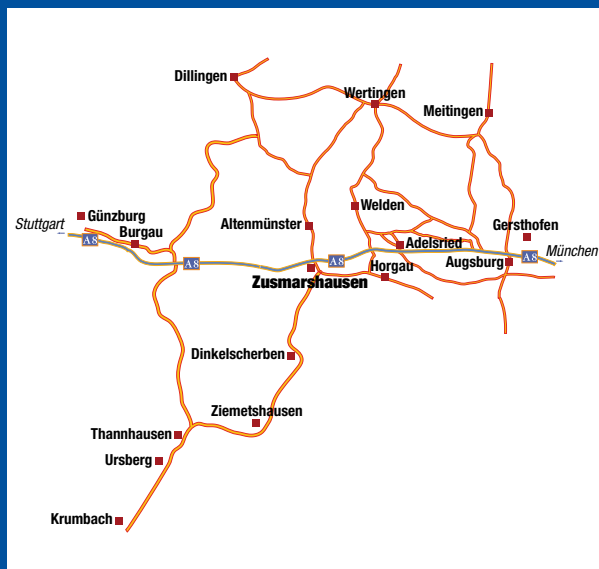 Dillingen
Wertingen
Meitingen
Welden
Günzburg
Stuttgart
Burgau
Altenmünster
Gersthofen
A8
Adelsried
München
A8
A8
Horgau
Augsburg
A8
Zusmarshausen
Dinkelscherben
Ziemetshausen
Thannhausen
Ursberg
Krumbach